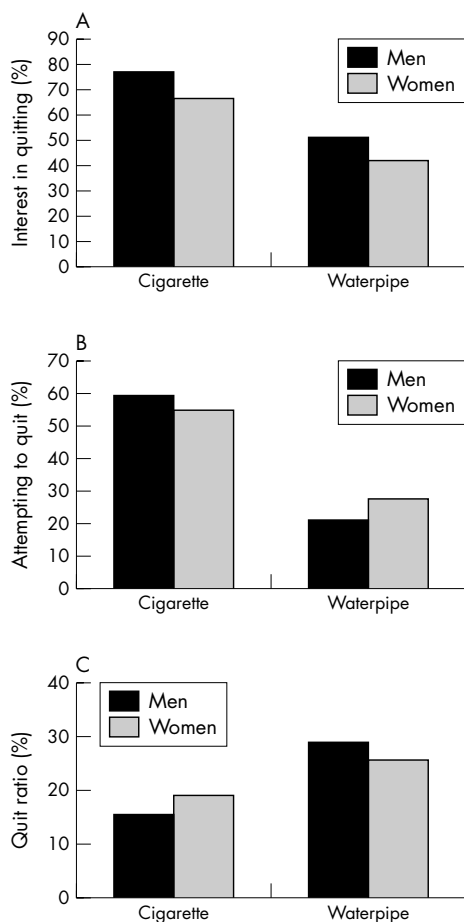 A
Interest in quitting (%)
90
80
70
60
50
40
30
20
10
0
Men
Women
Cigarette
Waterpipe
B
Attempting to quit (%)
70
60
50
40
30
20
10
0
Men
Women
Cigarette
Waterpipe
C
Quit ratio (%)
40
30
20
10
0
Men
Women
Cigarette
Waterpipe